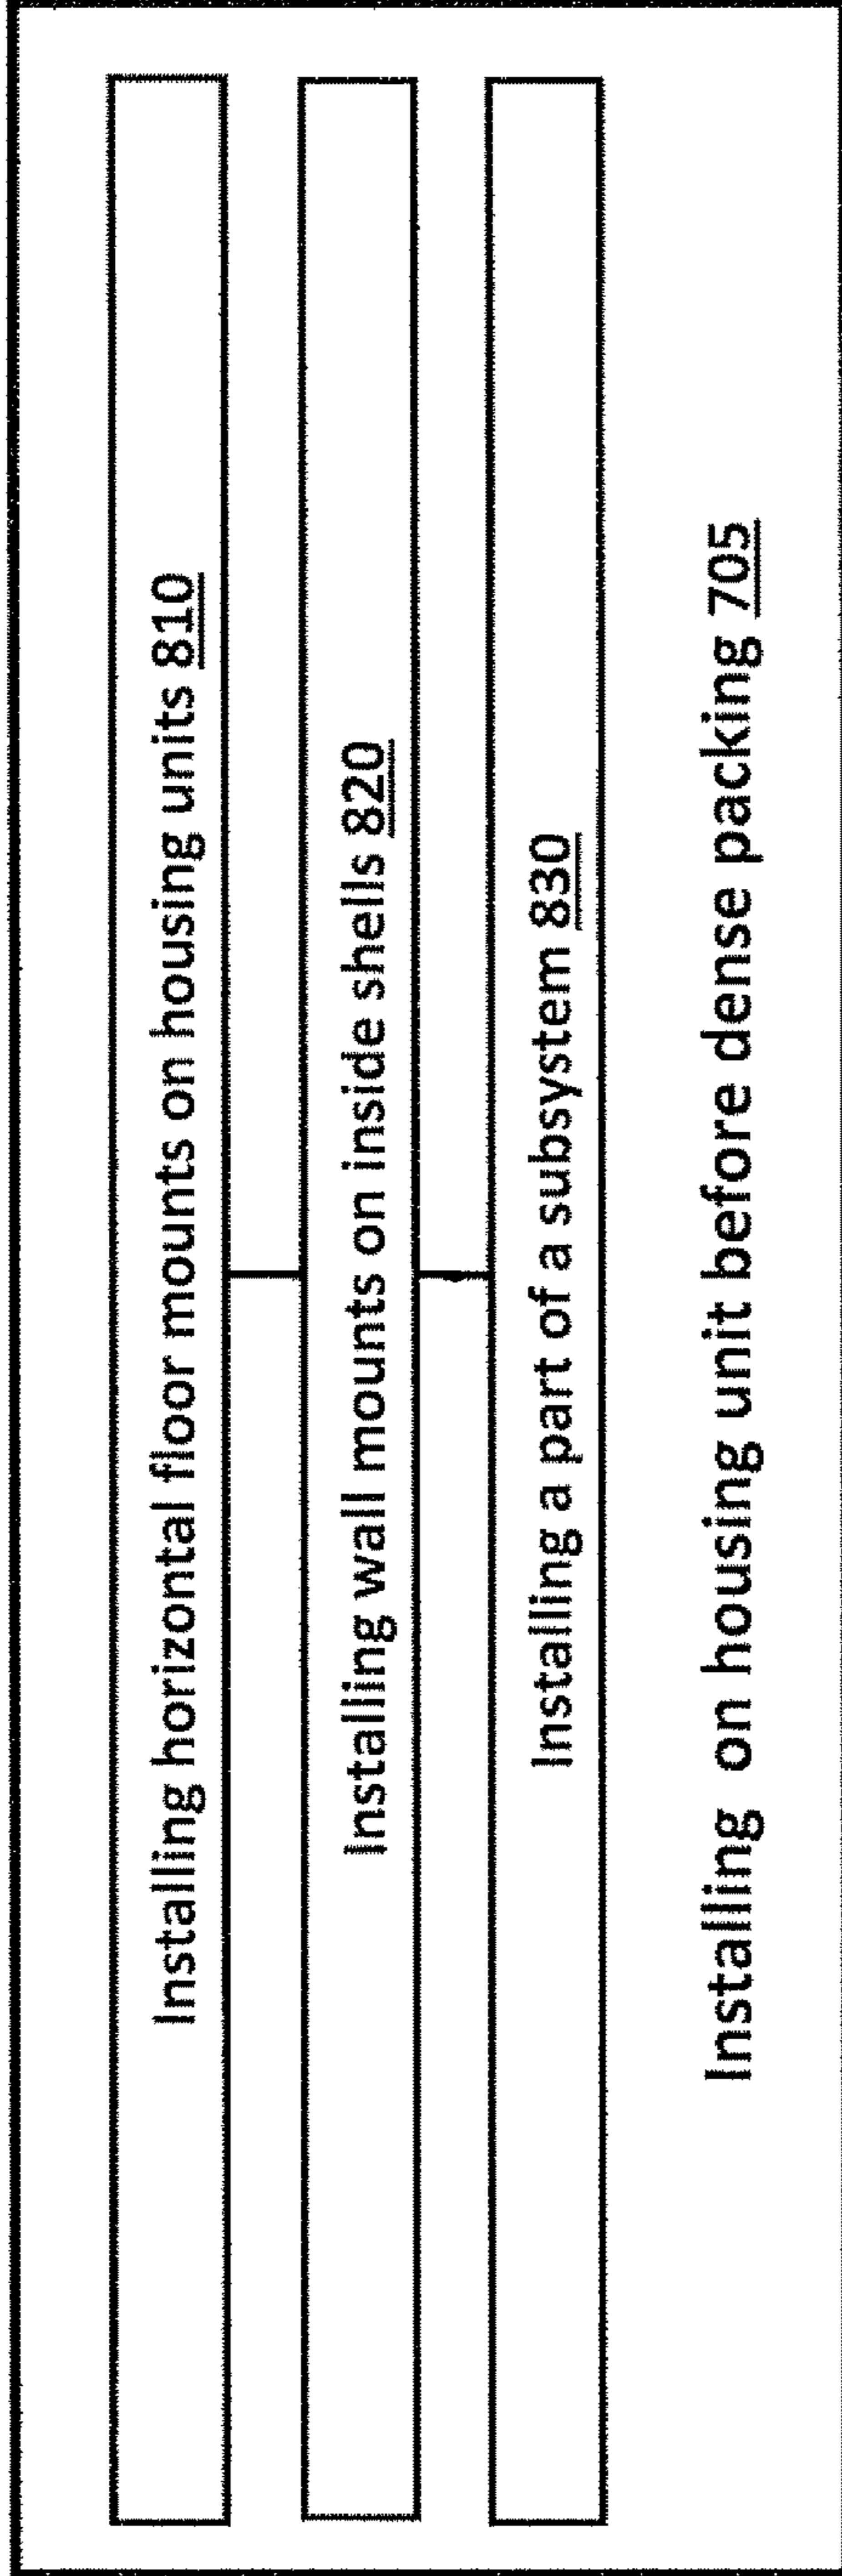 Installing horizontal floor mounts on housing units 810
Installing wall mounts on inside shells 820
Installing a part of a subsystem 830
Installing on housing unit before dense packing 705